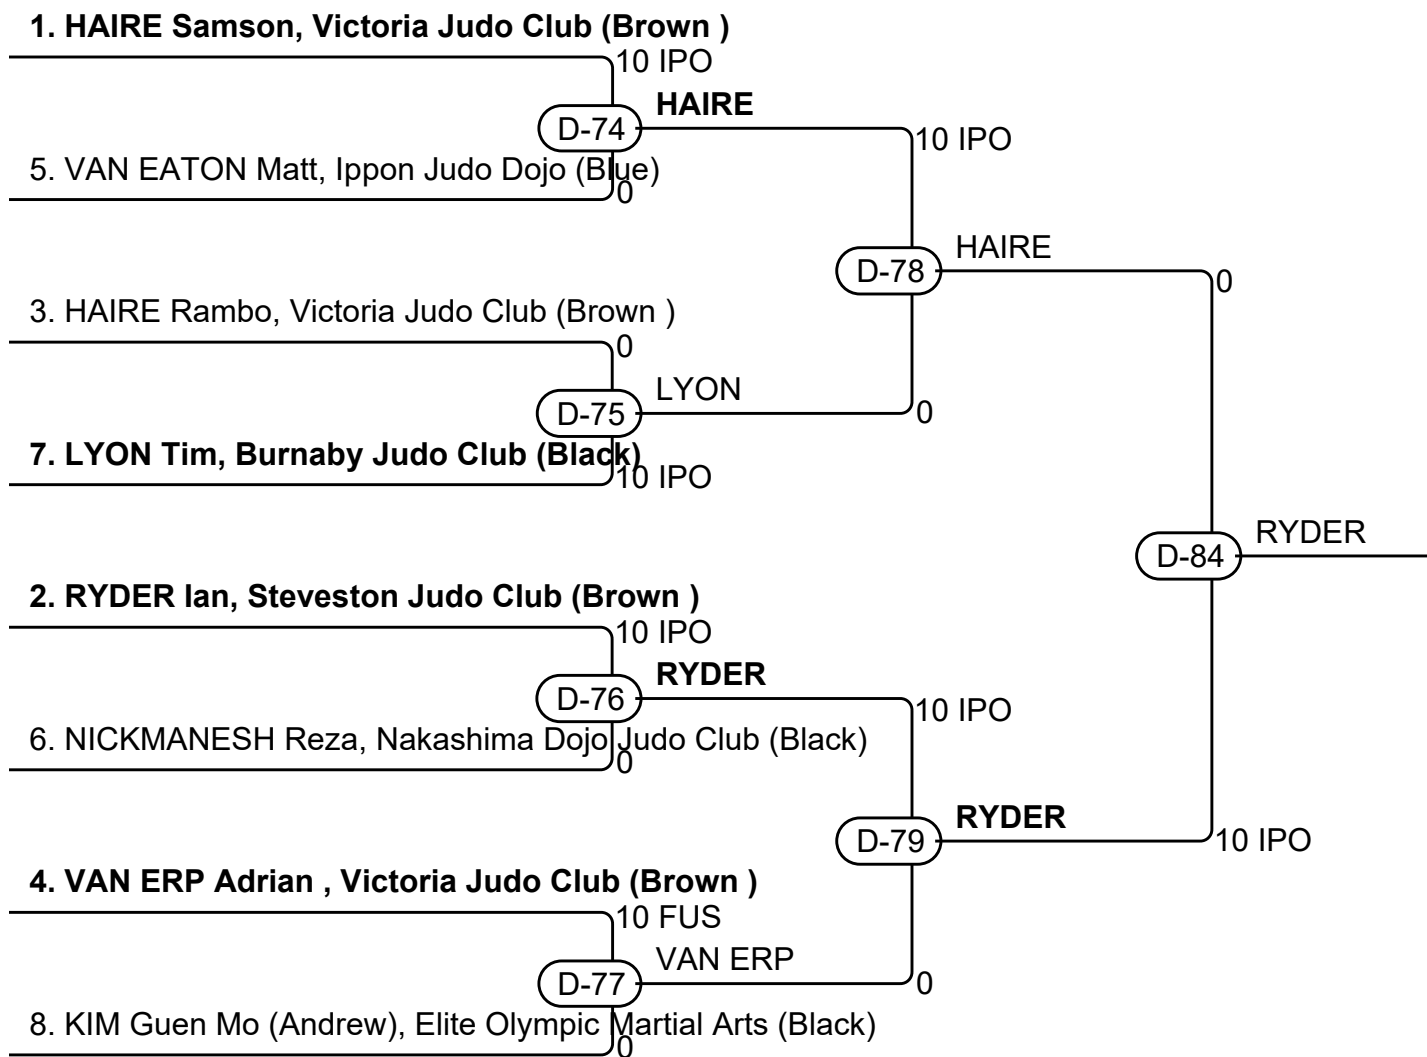 1. HAIRE Samson, Victoria Judo Club (Brown )
10 IPO
HAIRE
D-74
10 IPO
5. VAN EATON Matt, Ippon Judo Dojo (Blue)
0
HAIRE
D-78
0
3. HAIRE Rambo, Victoria Judo Club (Brown )
0
LYON
D-75
0
7. LYON Tim, Burnaby Judo Club (Black)
10 IPO
RYDER
D-84
2. RYDER Ian, Steveston Judo Club (Brown )
10 IPO
RYDER
D-76
10 IPO
6. NICKMANESH Reza, Nakashima Dojo Judo Club (Black)
0
RYDER
D-79
10 IPO
4. VAN ERP Adrian , Victoria Judo Club (Brown )
10 FUS
VAN ERP
D-77
0
8. KIM Guen Mo (Andrew), Elite Olympic Martial Arts (Black)
0